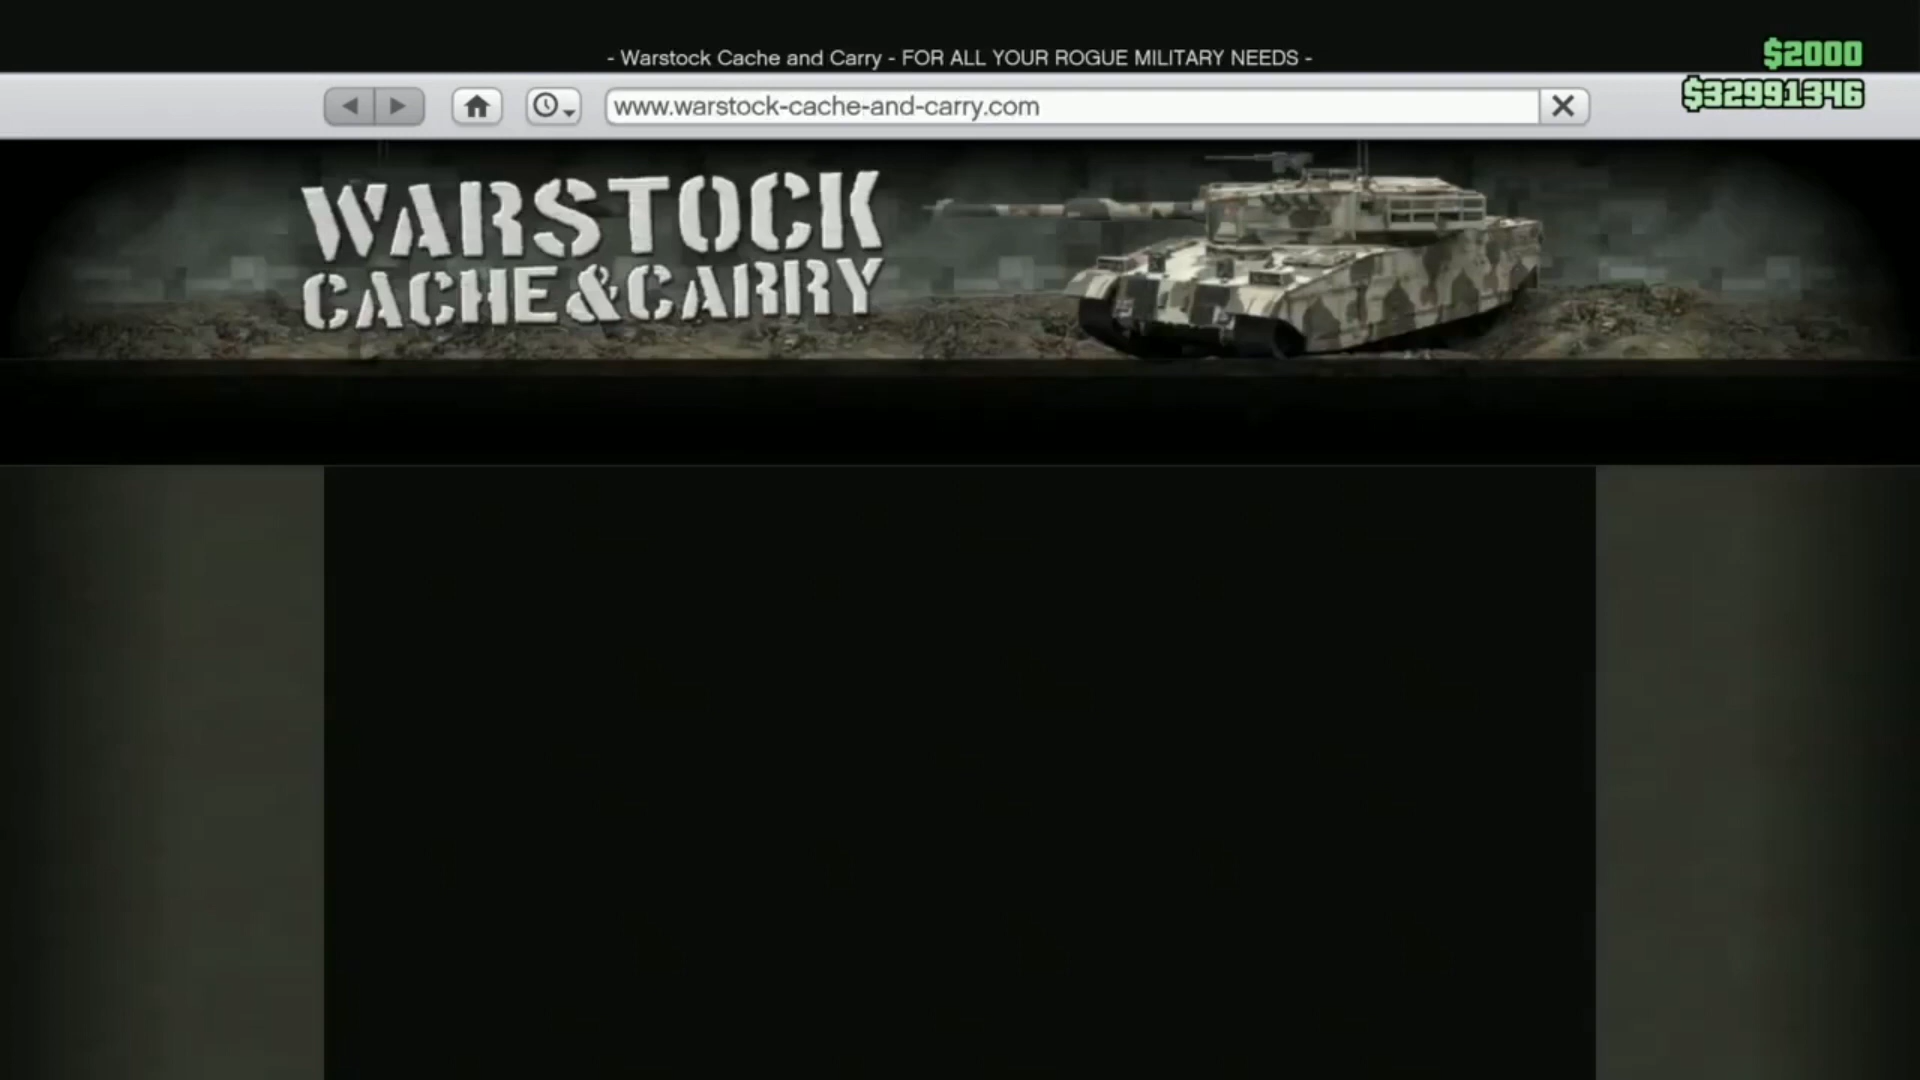 - Warstock Cache and Carry - FOR ALL YOUR ROGUE MILITARY NEEDS -
$2000
www.warstock-cache-and-carry.com
$32991346
WARSTOCK
CACHE&CARRY